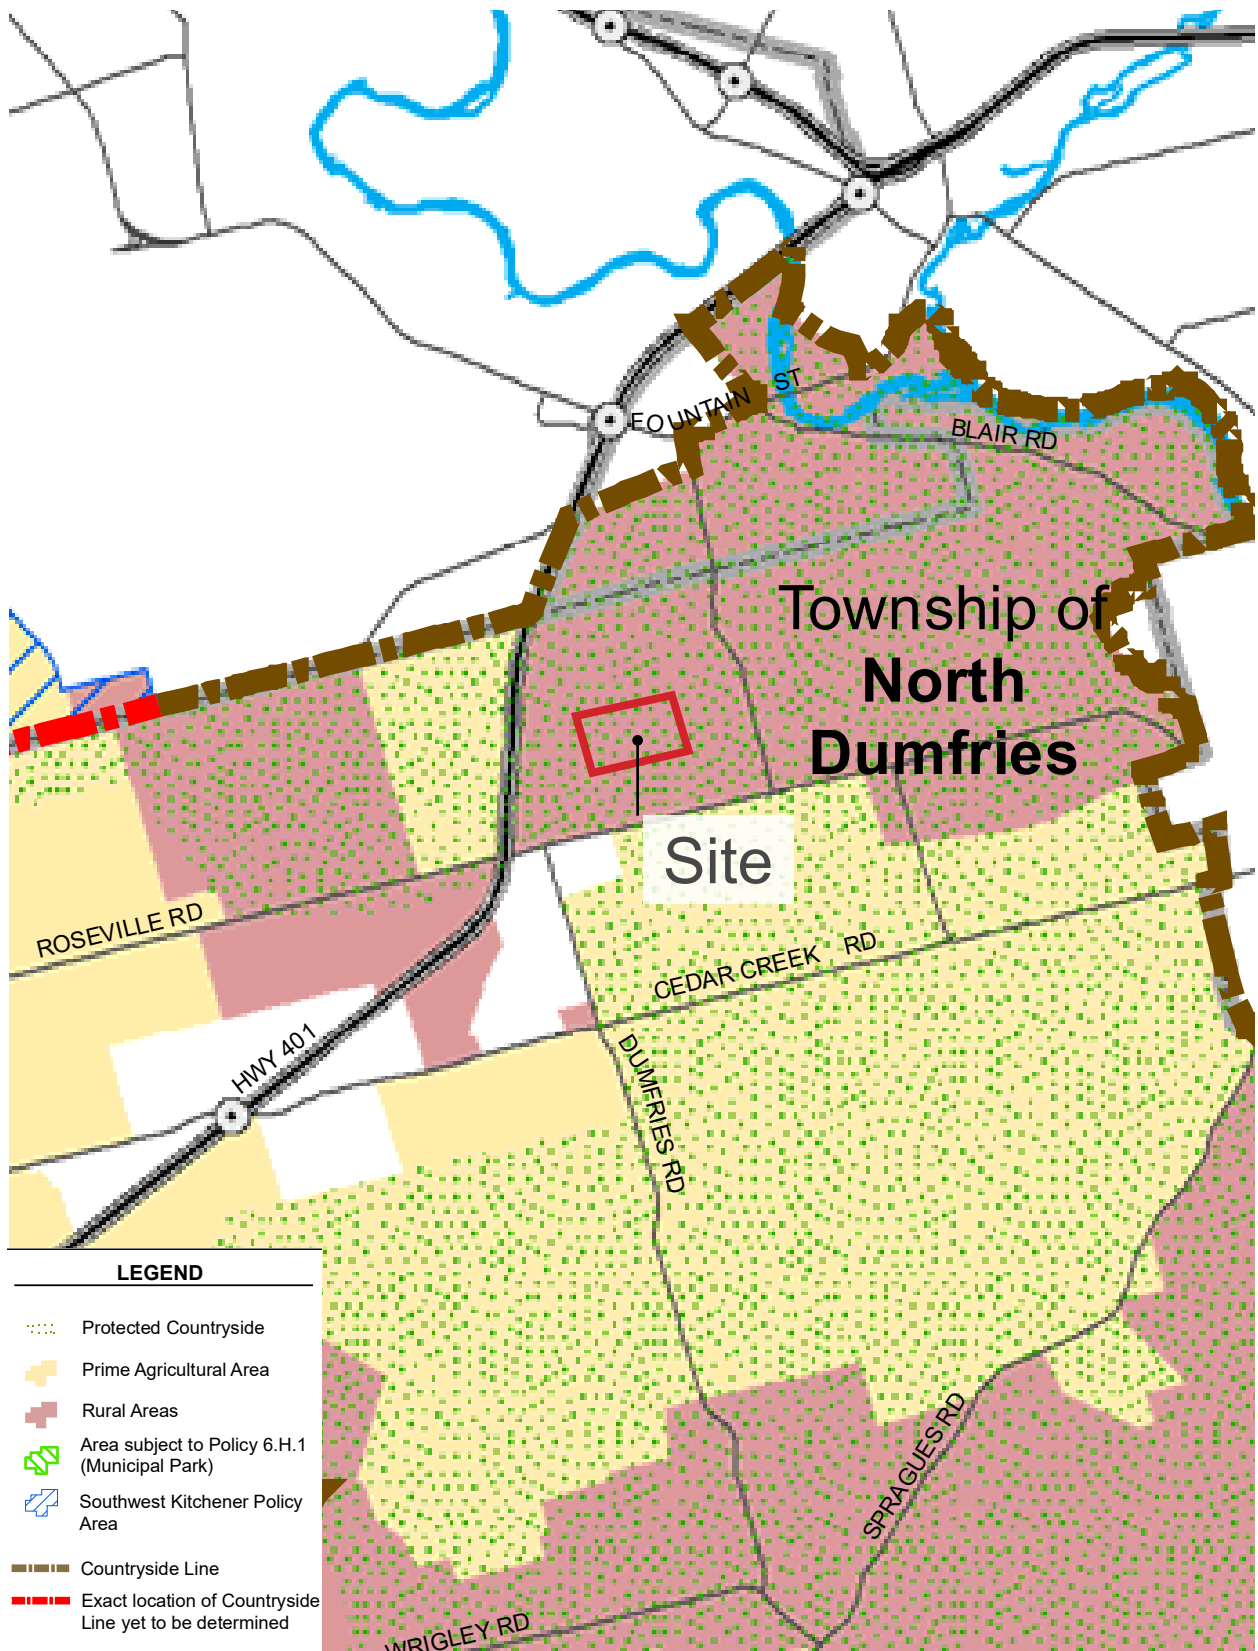 FOUNTAIN ST
BLAIR RD
Township of
North
Dumfries
Site
ROSEVILLE RD
CEDAR CREEK RD
HWY 401
DUMFRIES RD
SPRAGUES RD
WRIGLEY RD
LEGEND
Protected Countryside
Prime Agricultural Area
Rural Areas
Area subject to Policy 6.H.1
(Municipal Park)
Southwest Kitchener Policy
Area
Countryside Line
Exact location of Countryside
Line yet to be determined